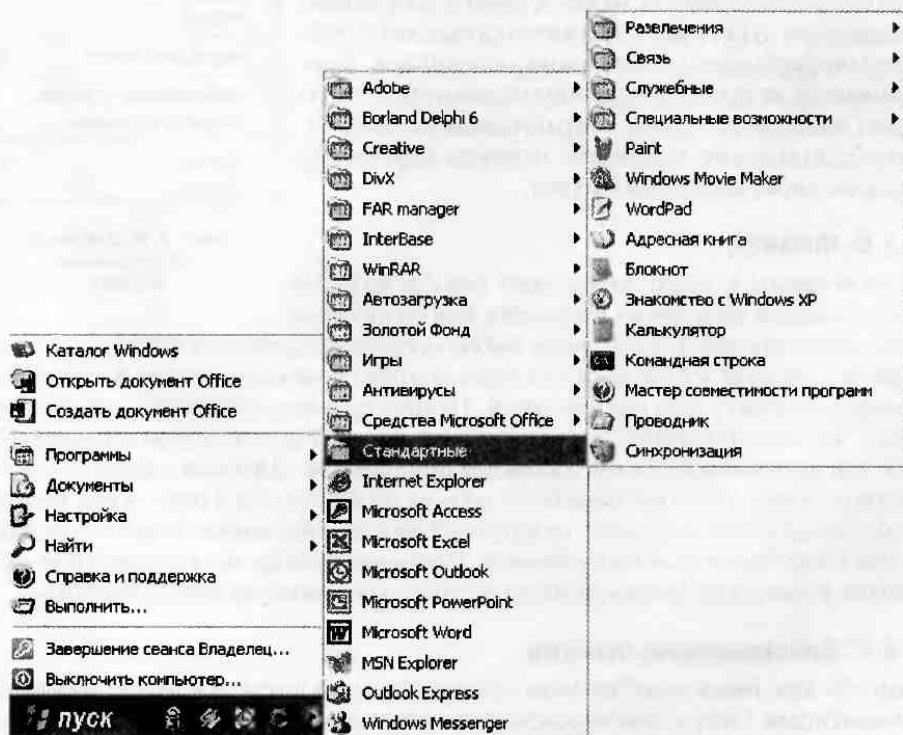 Каталог Windows
Открыть документ Office
Создать документ Office
Программы
Документы
Настройка
Найти
Справка и поддержка
Выполнить...
Завершение сеанса Владелец...
Выключить компьютер...
пуск
Adobe
Borland Delphi 6
Creative
DivX
FAR manager
InterBase
WinRAR
Автозагрузка
Золотой Фонд
Игры
Антивирусы
Средства Microsoft Office
Стандартные
Internet Explorer
Microsoft Access
Microsoft Excel
Microsoft Outlook
Microsoft PowerPoint
Microsoft Word
MSN Explorer
Outlook Express
Windows Messenger
Развлечения
Связь
Служебные
Специальные возможности
Paint
Windows Movie Maker
WordPad
Адресная книга
Блокнот
Знакомство с Windows XP
Калькулятор
Командная строка
Мастер совместимости программ
Проводник
Синхронизация